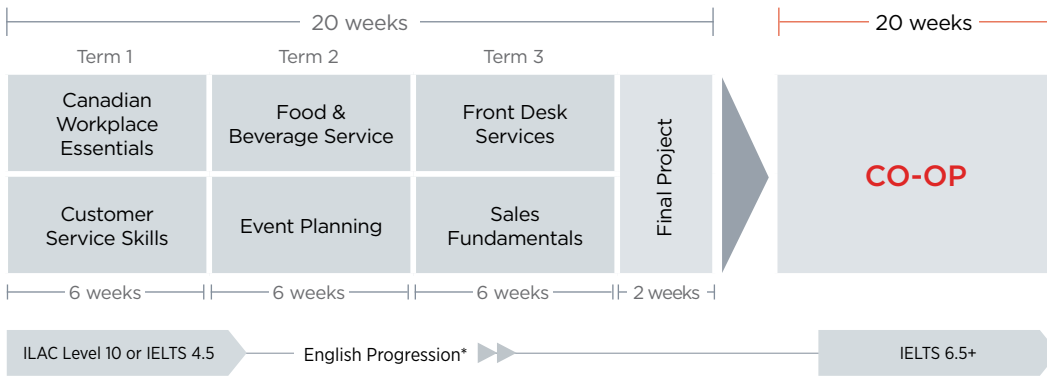 20 weeks
20 weeks
Term 1
Term 2
Term 3
Canadian
Workplace
Essentials
Food &
Beverage Service
Front Desk
Services
Final Project
CO-OP
Customer
Service Skills
Event Planning
Sales
Fundamentals
6 weeks
6 weeks
6 weeks
2 weeks
ILAC Level 10 or IELTS 4.5
English Progression*
IELTS 6.5+